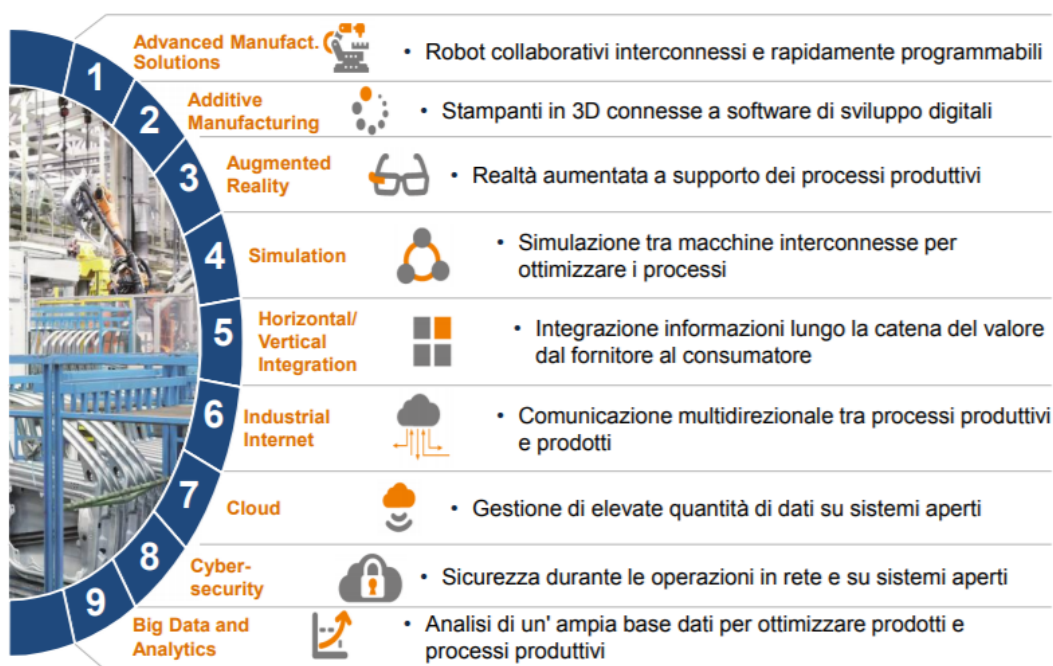 1
Advanced Manufact.
Solutions
• Robot collaborativi interconnessi e rapidamente programmabili
2
Additive
Manufacturing
• Stampanti in 3D connesse a software di sviluppo digitali
3
Augmented
Reality
• Realtà aumentata a supporto dei processi produttivi
4
Simulation
• Simulazione tra macchine interconnesse per
ottimizzare i processi
5
Horizontal/
Vertical
Integration
• Integrazione informazioni lungo la catena del valore
dal fornitore al consumatore
6
Industrial
Internet
• Comunicazione multidirezionale tra processi produttivi
e prodotti
7
Cloud
• Gestione di elevate quantità di dati su sistemi aperti
8
Cyber-
security
• Sicurezza durante le operazioni in rete e su sistemi aperti
9
Big Data and
Analytics
• Analisi di un' ampia base dati per ottimizzare prodotti e
processi produttivi